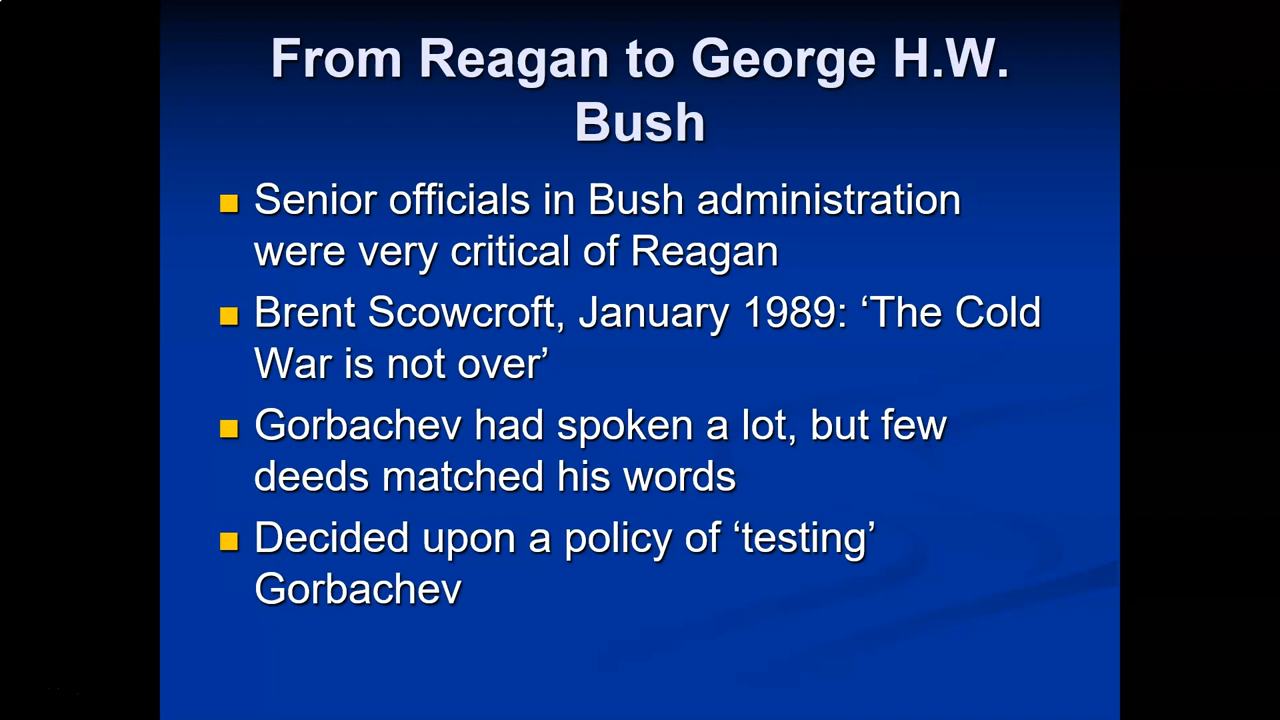 From Reagan to George H.W.
Bush
Senior officials in Bush administration
were very critical of Reagan
Brent Scowcroft, January 1989: ‘The Cold
War is not over’
Gorbachev had spoken a lot, but few
deeds matched his words
Decided upon a policy of ‘testing’
Gorbachev